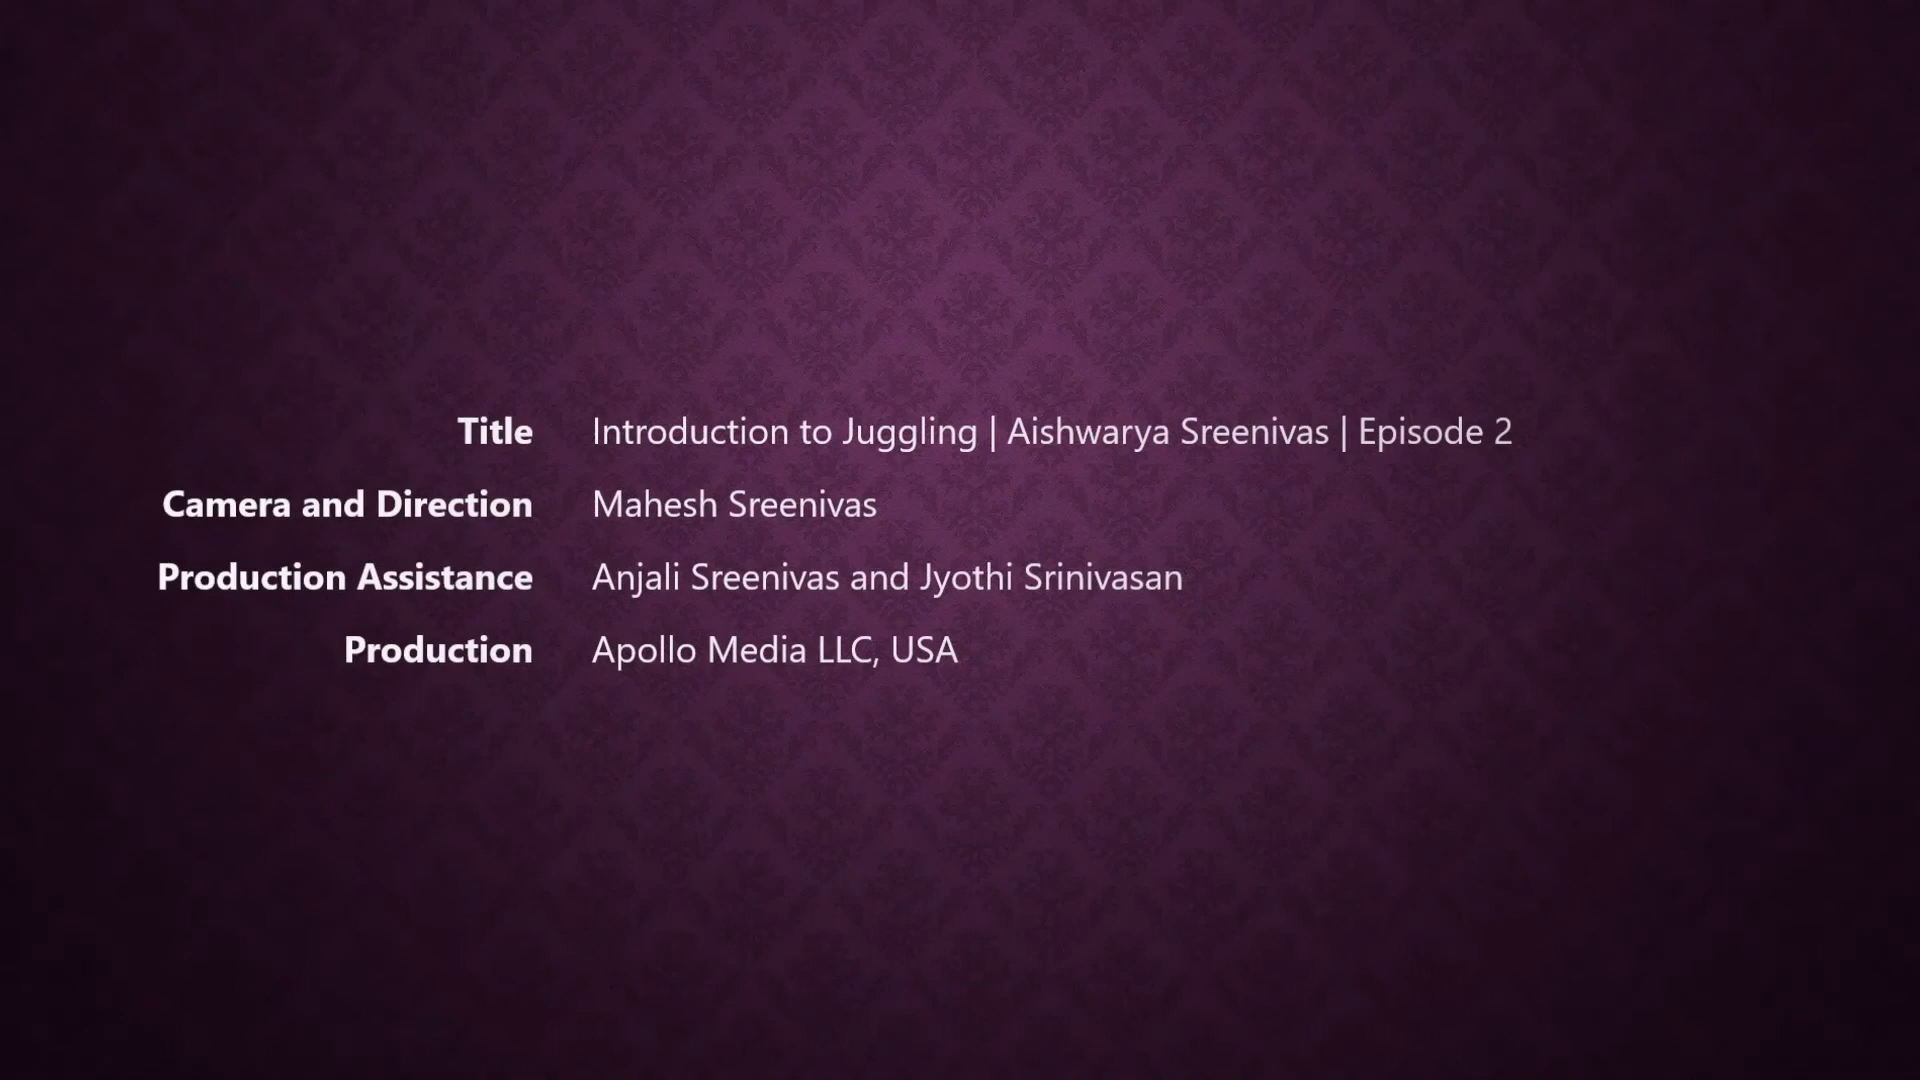 Title Introduction to Juggling | Aishwarya Sreenivas | Episode 2
Camera and Direction Mahesh Sreenivas
Production Assistance Anjali Sreenivas and Jyothi Srinivasan
Production Apollo Media LLC, USA